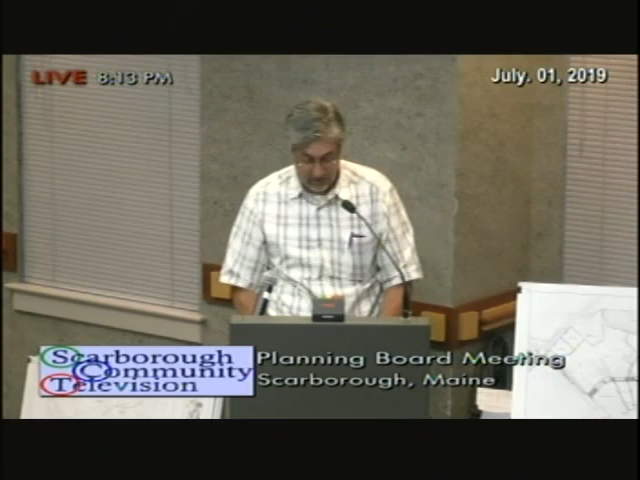 LIVE 8:13 PM
July. 01, 2019
Scarborough
Community
Television
Planning Board Meeting
Scarborough, Maine